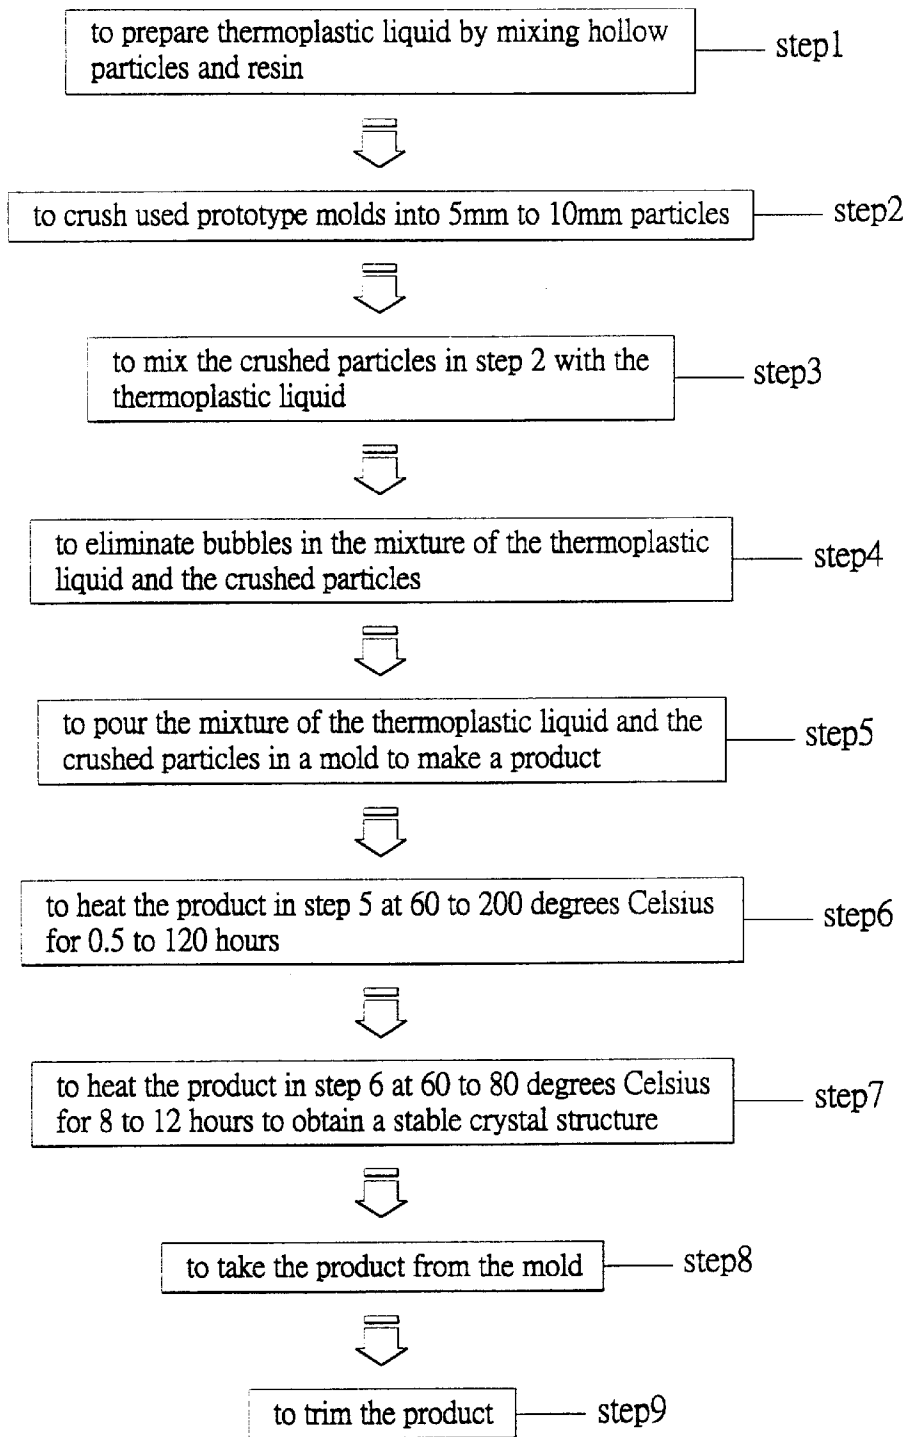 to prepare thermoplastic liquid by mixing hollow
particles and resin
step1
to crush used prototype molds into 5mm to 10mm particles
step2
to mix the crushed particles in step 2 with the
thermoplastic liquid
step3
to eliminate bubbles in the mixture of the thermoplastic
liquid and the crushed particles
step4
to pour the mixture of the thermoplastic liquid and the
crushed particles in a mold to make a product
step5
to heat the product in step 5 at 60 to 200 degrees Celsius
for 0.5 to 120 hours
step6
to heat the product in step 6 at 60 to 80 degrees Celsius
for 8 to 12 hours to obtain a stable crystal structure
step7
to take the product from the mold
step8
to trim the product
step9